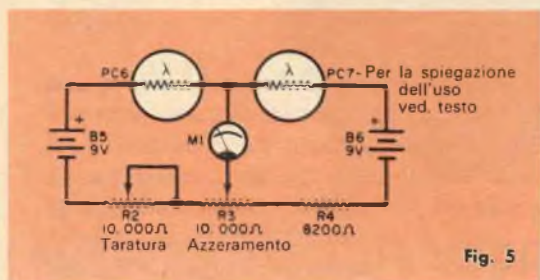 PC6
λ
λ
PC7-Per la spiegazione
dell'uso
ved. testo
+
B5
9V
M1
+
B6
9V
R2
10.000Ω
Taratura
R3
10.000Ω
Azzeramento
R4
8200Ω
Fig. 5